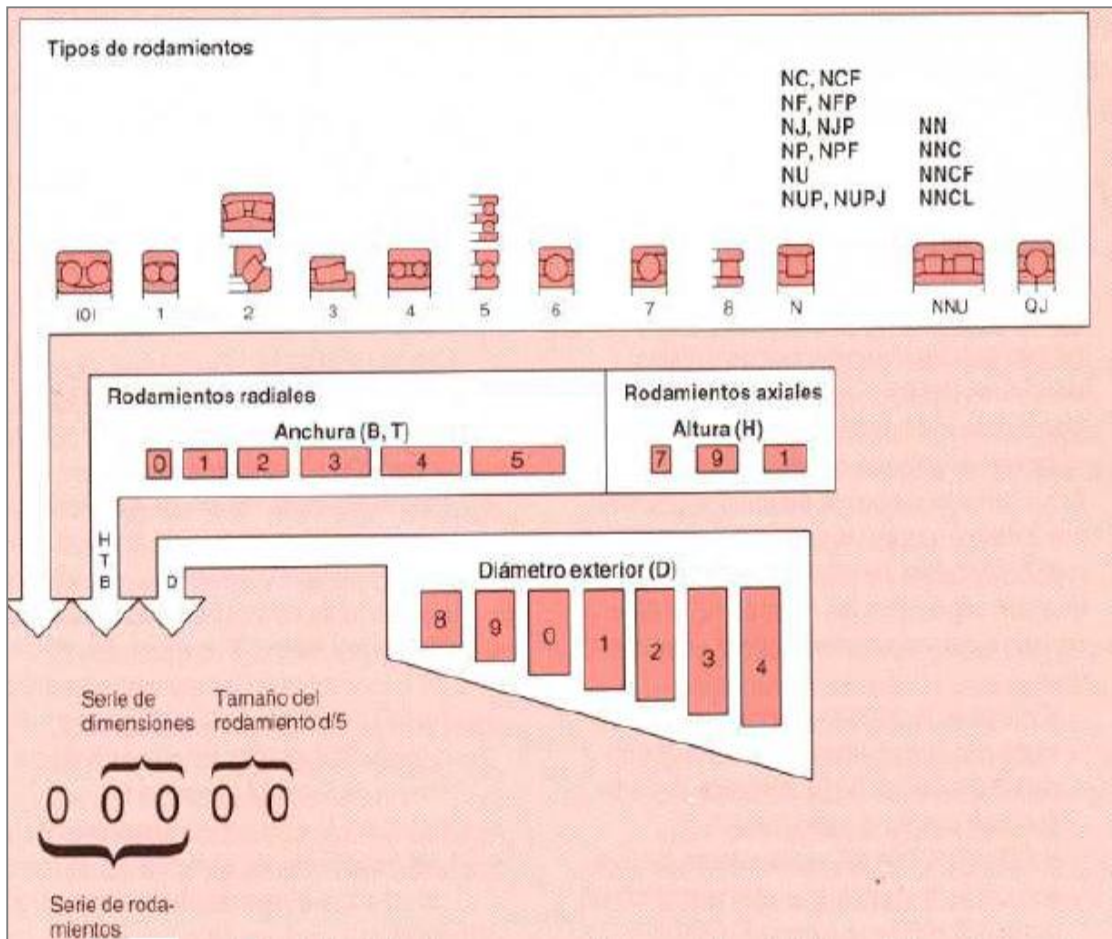 Tipos de rodamientos
NC, NCF
NF, NFP
NJ, NJP
NP, NPF
NU
NUP, NUPJ
NN
NNC
NNCF
NNCL
(0) 1 2 3 4 5 6 7 8 N NNU QJ
Rodamientos radiales
Anchura (B, T)
0 1 2 3 4 5
Rodamientos axiales
Altura (H)
7 9 1
H
T
B
D
Diámetro exterior (D)
8 9 0 1 2 3 4
Serie de
dimensiones
Tamaño del
rodamiento d/5
0 0 0 0 0
Serie de roda-
mientos